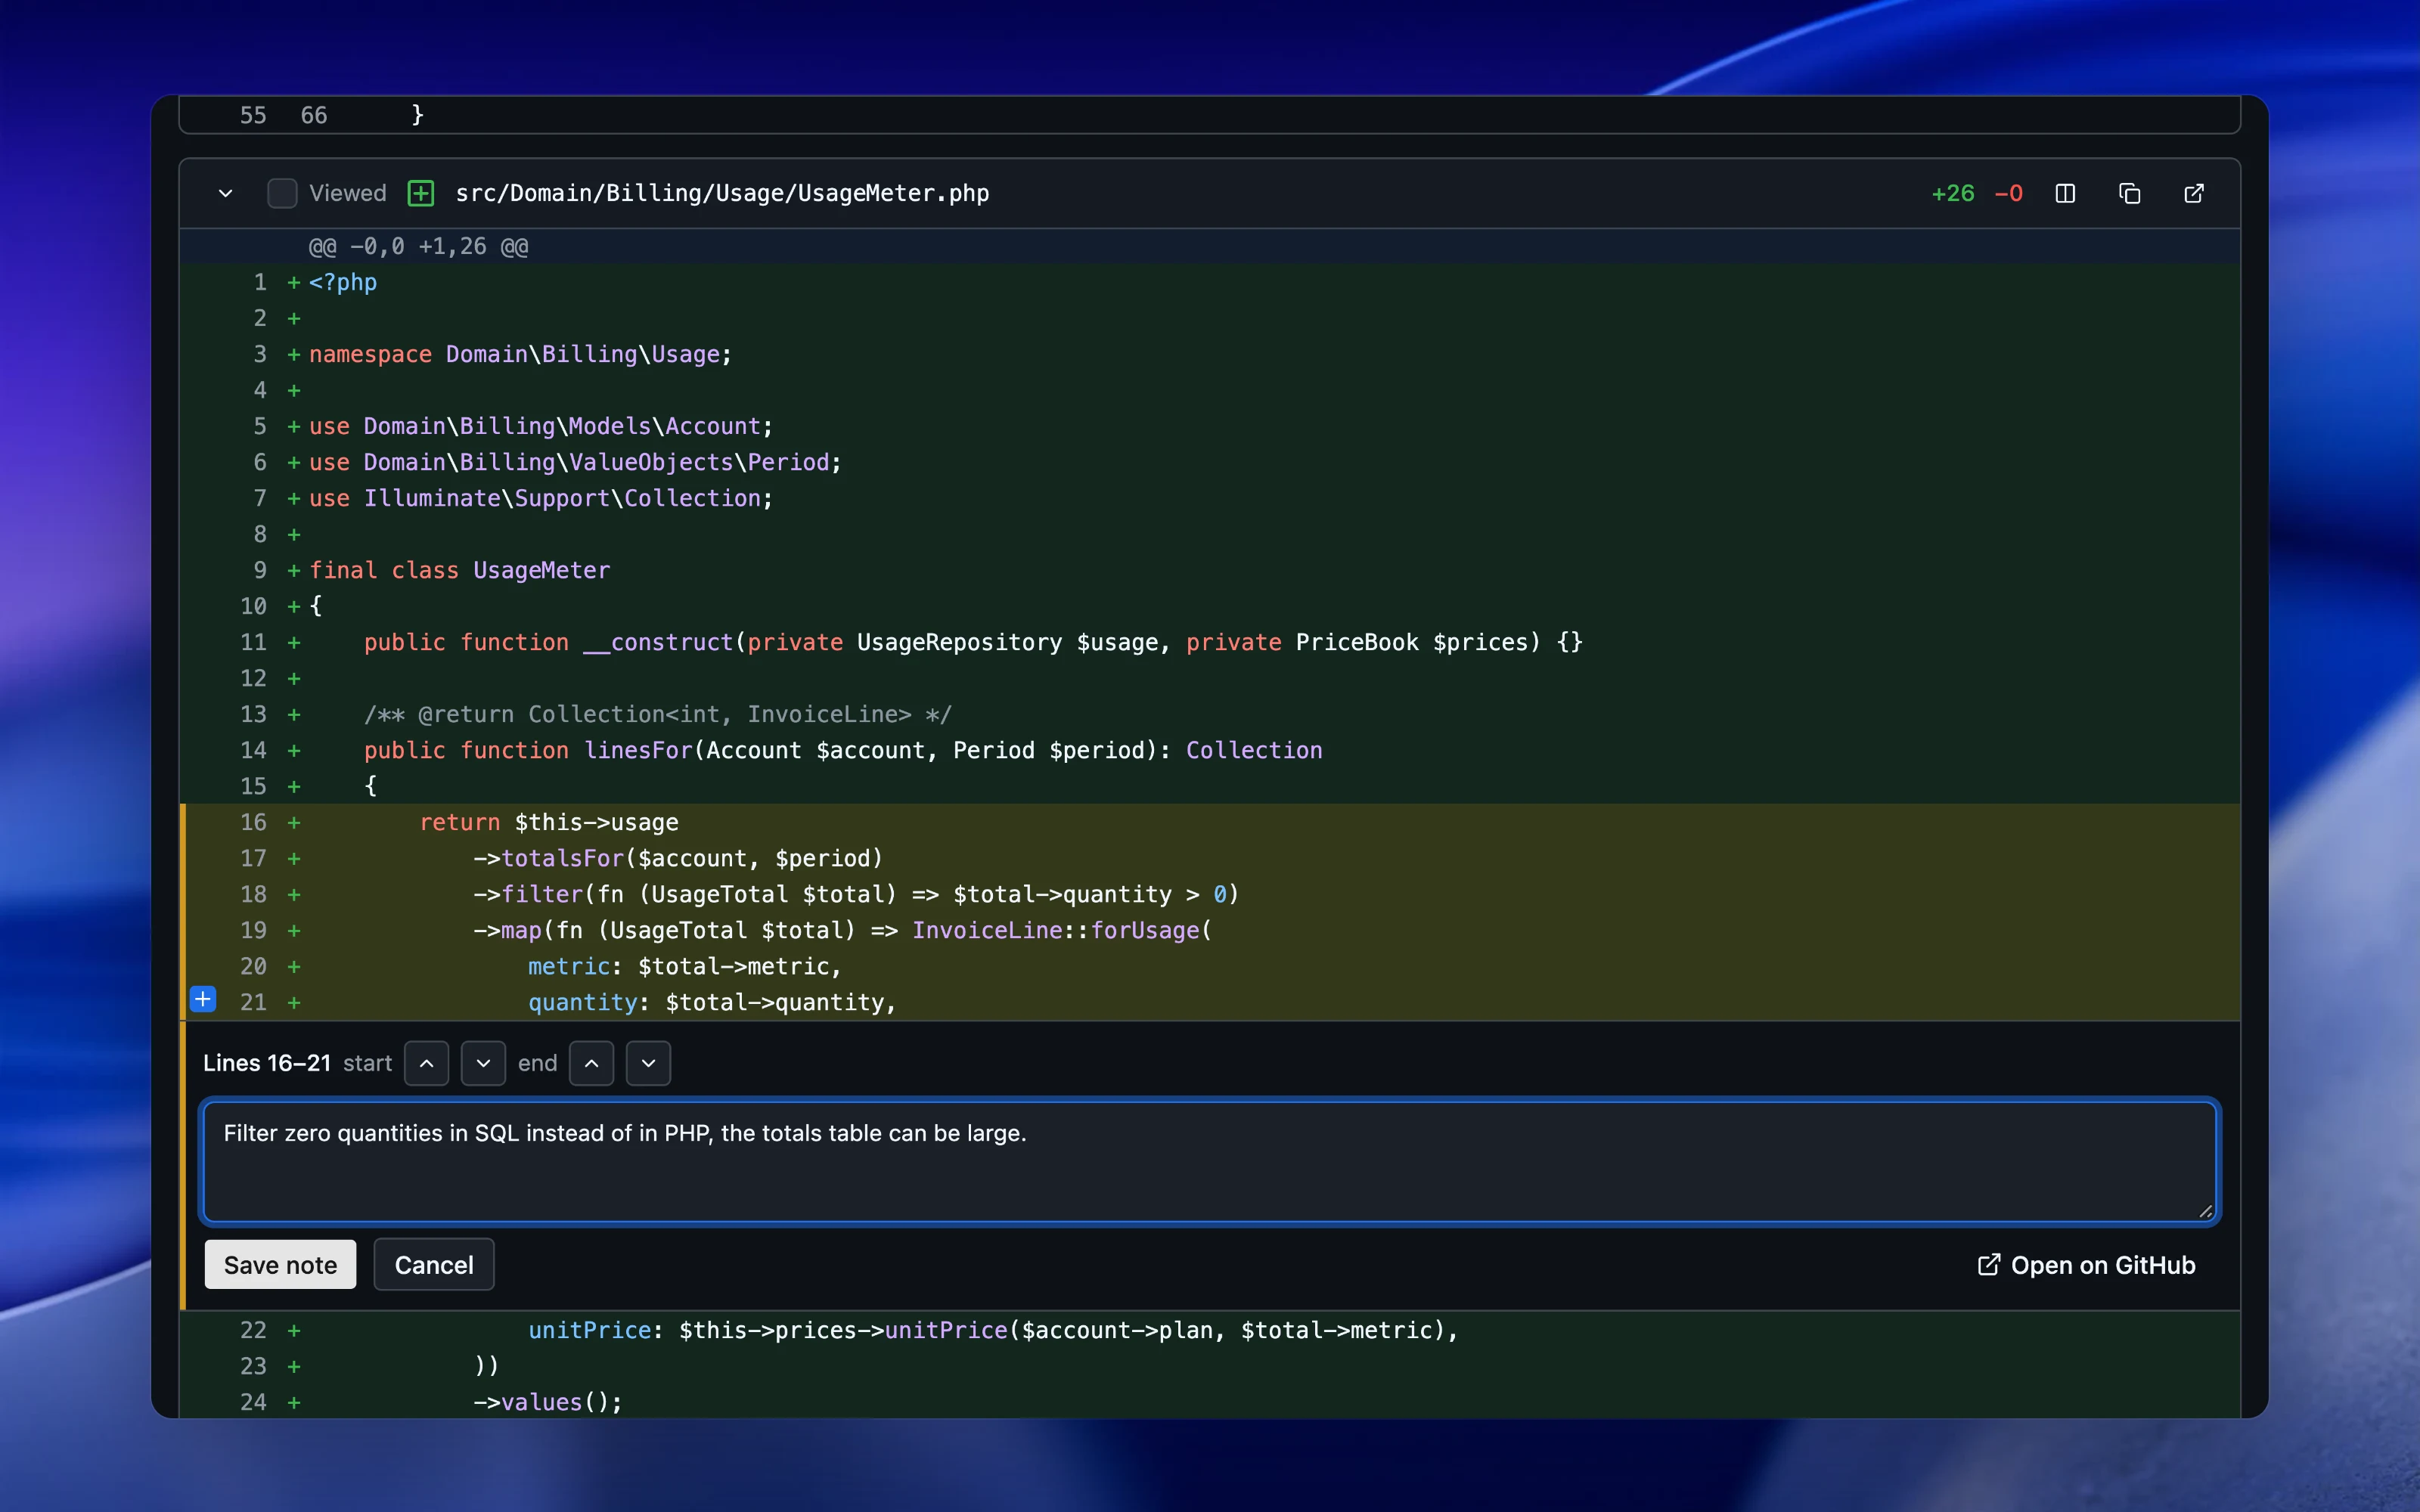 55 66 }
Viewed src/Domain/Billing/Usage/UsageMeter.php +26 -0
@@ -0,0 +1,26 @@
1 +<?php
2 +
3 +namespace Domain\Billing\Usage;
4 +
5 +use Domain\Billing\Models\Account;
6 +use Domain\Billing\ValueObjects\Period;
7 +use Illuminate\Support\Collection;
8 +
9 +final class UsageMeter
10 +{
11 +    public function __construct(private UsageRepository $usage, private PriceBook $prices) {}
12 +
13 +    /** @return Collection<int, InvoiceLine> */
14 +    public function linesFor(Account $account, Period $period): Collection
15 +    {
16 +        return $this->usage
17 +            ->totalsFor($account, $period)
18 +            ->filter(fn (UsageTotal $total) => $total->quantity > 0)
19 +            ->map(fn (UsageTotal $total) => InvoiceLine::forUsage(
20 +                metric: $total->metric,
21 +                quantity: $total->quantity,
Lines 16–21 start end
Filter zero quantities in SQL instead of in PHP, the totals table can be large.
Save note Cancel Open on GitHub
22 +                unitPrice: $this->prices->unitPrice($account->plan, $total->metric),
23 +            ))
24 +            ->values();